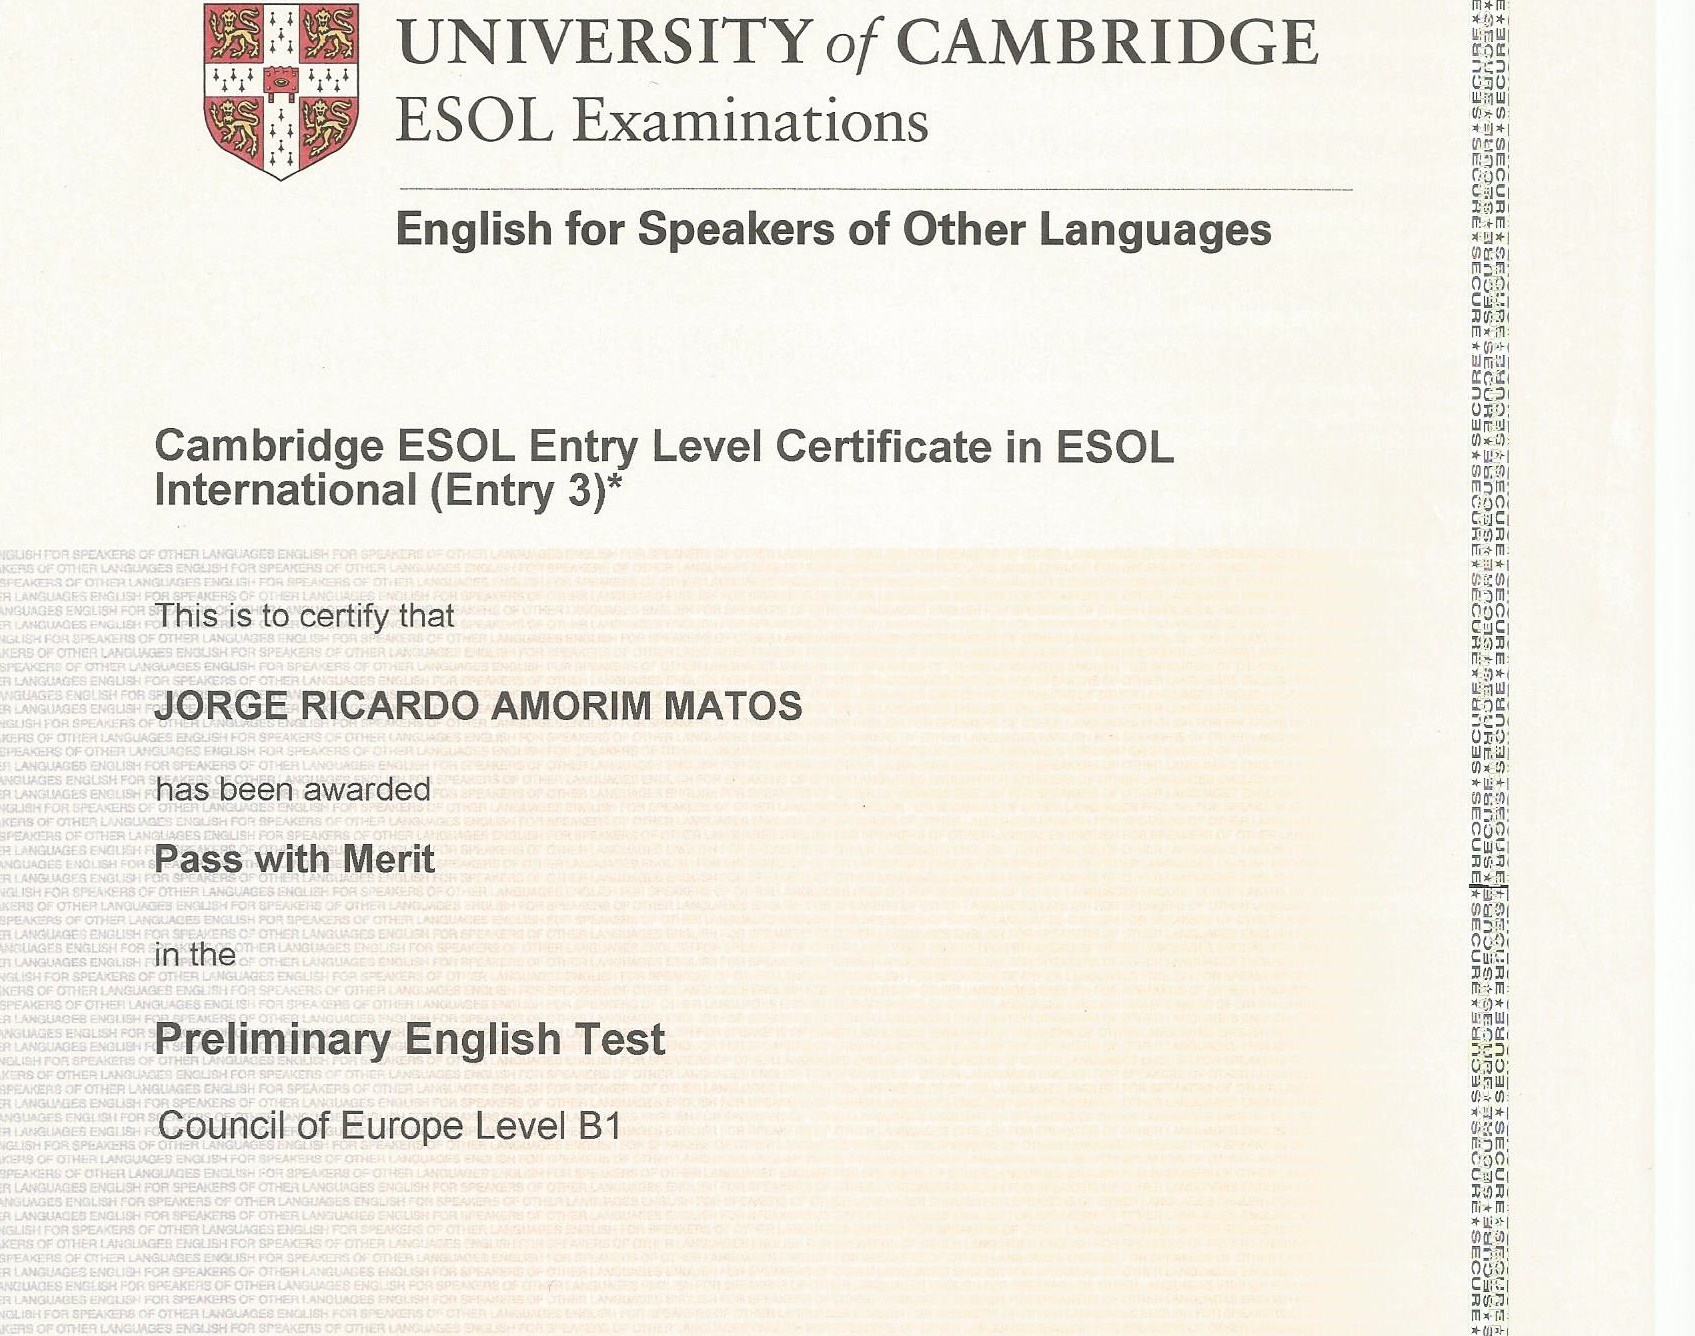 UNIVERSITY of CAMBRIDGE
ESOL Examinations
English for Speakers of Other Languages
Cambridge ESOL Entry Level Certificate in ESOL
International (Entry 3)*
This is to certify that
JORGE RICARDO AMORIM MATOS
has been awarded
Pass with Merit
in the
Preliminary English Test
Council of Europe Level B1